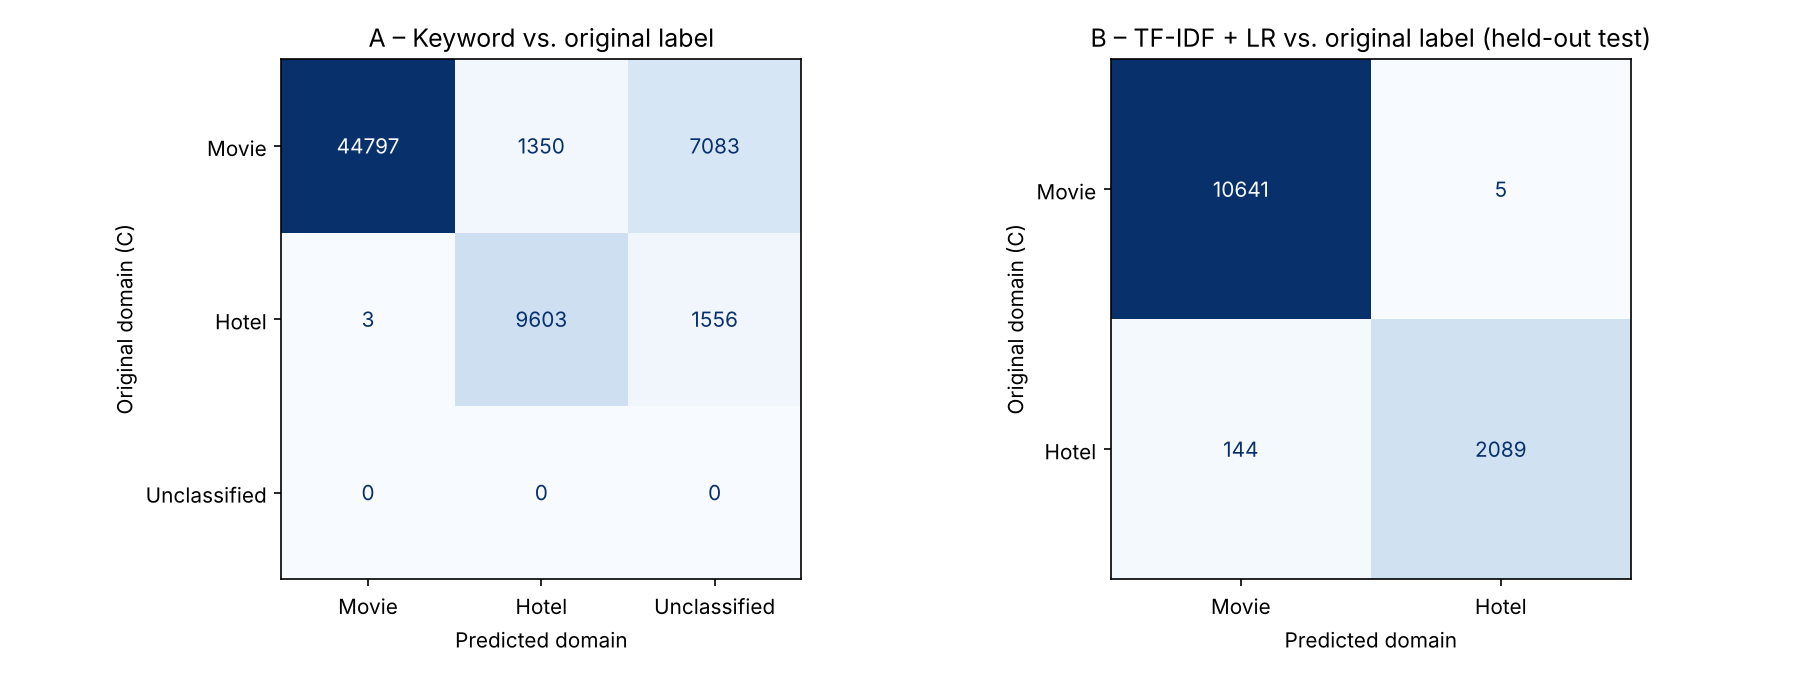 A – Keyword vs. original label
Original domain (C)
Movie
44797
1350
7083
Hotel
3
9603
1556
Unclassified
0
0
0
Movie
Hotel
Unclassified
Predicted domain
B – TF-IDF + LR vs. original label (held-out test)
Original domain (C)
Movie
10641
5
Hotel
144
2089
Movie
Hotel
Predicted domain